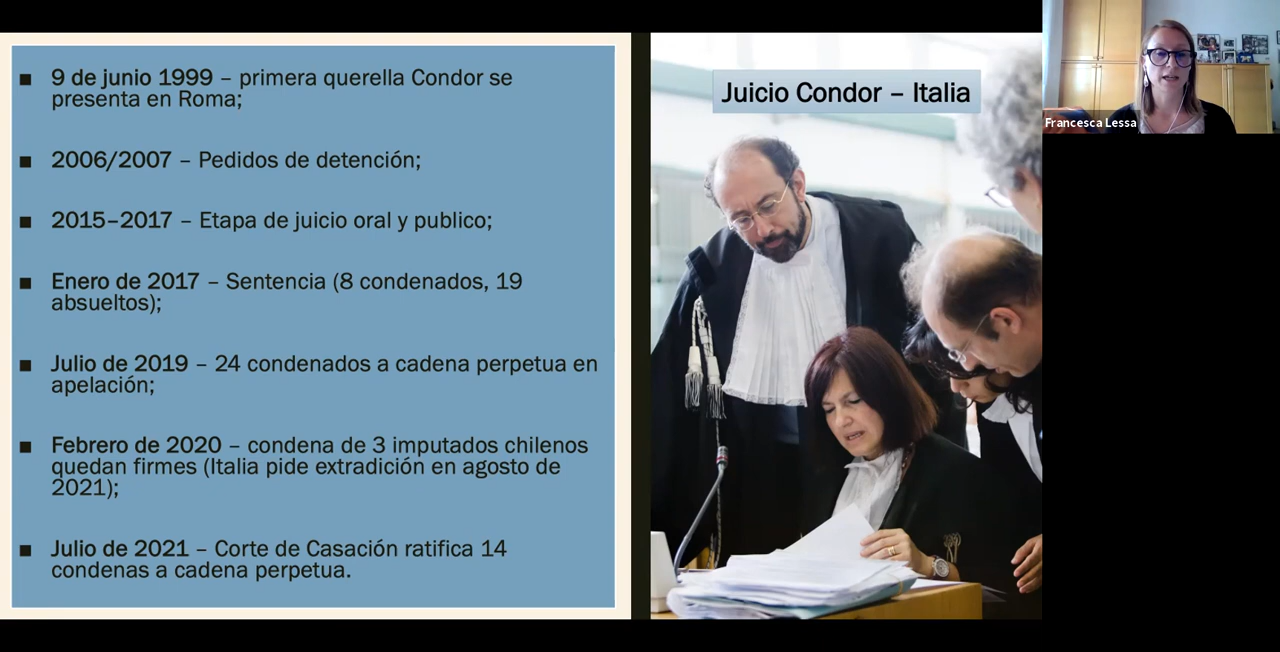 ■ 9 de junio 1999 – primera querella Condor se
presenta en Roma;
■ 2006/2007 – Pedidos de detención;
■ 2015–2017 – Etapa de juicio oral y publico;
■ Enero de 2017 – Sentencia (8 condenados, 19
absueltos);
■ Julio de 2019 – 24 condenados a cadena perpetua en
apelación;
■ Febrero de 2020 – condena de 3 imputados chilenos
quedan firmes (Italia pide extradición en agosto de
2021);
■ Julio de 2021 – Corte de Casación ratifica 14
condenas a cadena perpetua.
Juicio Condor – Italia
Francesca Lessa